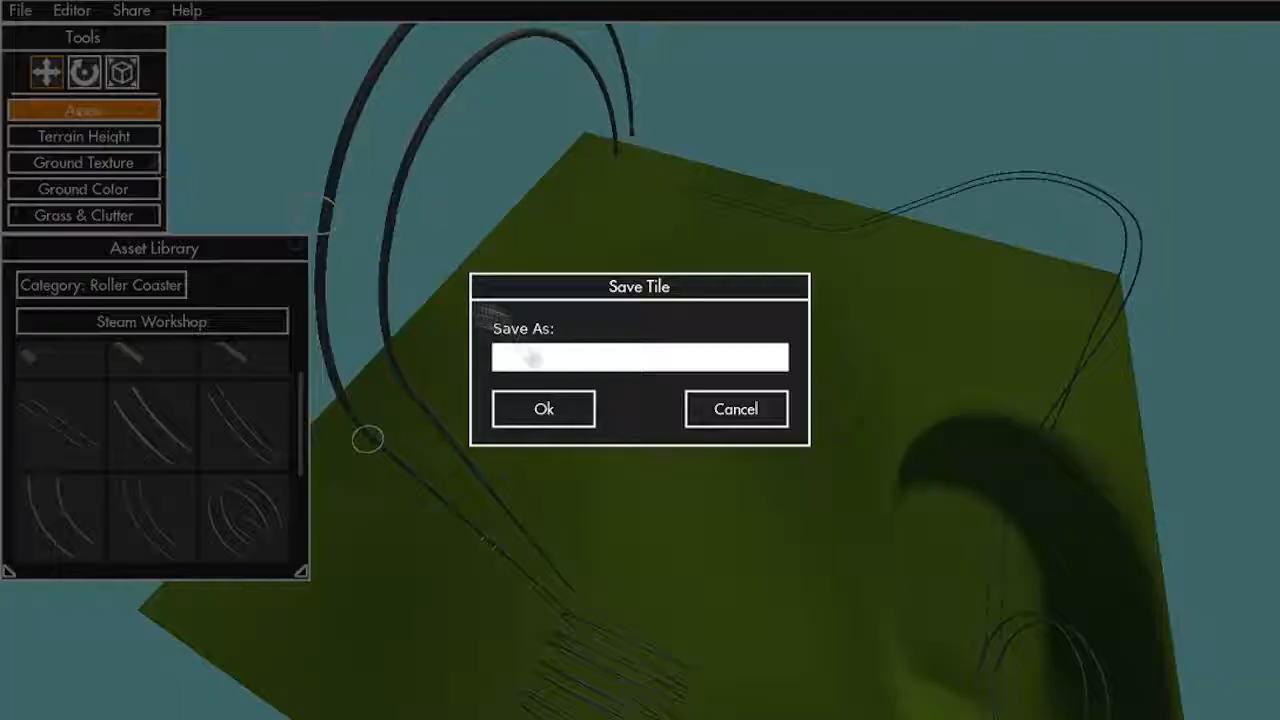 File Editor Share Help
Tools
Assets
Terrain Height
Ground Texture
Ground Color
Grass & Clutter
Asset Library
Category: Roller Coaster
Steam Workshop
Save Tile
Save As:
Ok Cancel